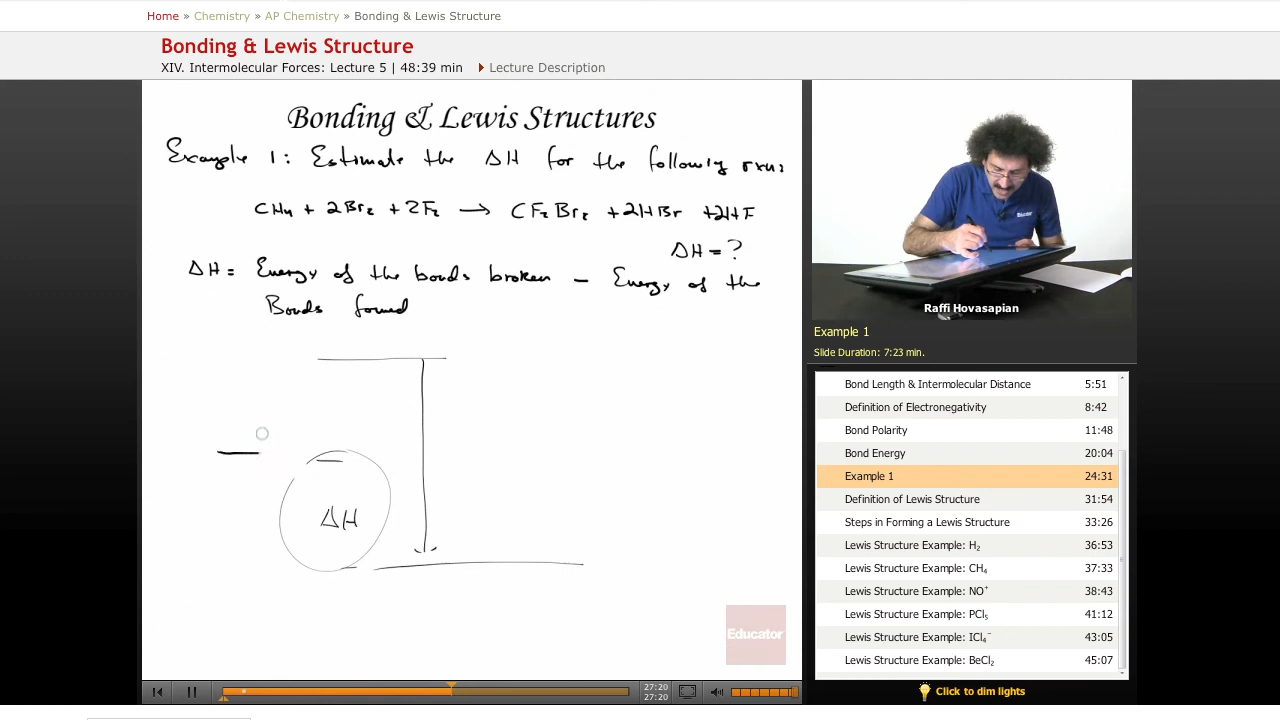 Home » Chemistry » AP Chemistry » Bonding & Lewis Structure
Bonding & Lewis Structure
XIV. Intermolecular Forces: Lecture 5 | 48:39 min Lecture Description
Bonding & Lewis Structures
Example 1: Estimate the ΔH for the following rxn:
CH₄ + 2Br₂ + 2F₂ → CF₂Br₂ + 2HBr + 2HF
ΔH = ?
ΔH = Energy of the bonds broken – Energy of the
Bonds formed
ΔH
Educator
Educator
Raffi Hovasapian
Example 1
Slide Duration: 7:23 min.
Bond Length & Intermolecular Distance 5:51
Definition of Electronegativity 8:42
Bond Polarity 11:48
Bond Energy 20:04
Example 1 24:31
Definition of Lewis Structure 31:54
Steps in Forming a Lewis Structure 33:26
Lewis Structure Example: H₂ 36:53
Lewis Structure Example: CH₄ 37:33
Lewis Structure Example: NO⁺ 38:43
Lewis Structure Example: PCl₅ 41:12
Lewis Structure Example: ICl₄⁻ 43:05
Lewis Structure Example: BeCl₂ 45:07
27:20
27:20
Click to dim lights